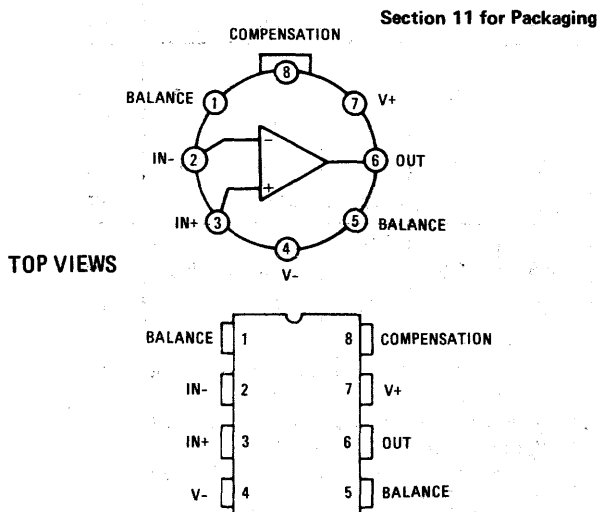 Section 11 for Packaging
COMPENSATION
8
BALANCE 1
7 V+
IN- 2
-
6 OUT
+
IN+ 3
5 BALANCE
4
V-
TOP VIEWS
BALANCE 1
8 COMPENSATION
IN- 2
7 V+
IN+ 3
6 OUT
V- 4
5 BALANCE